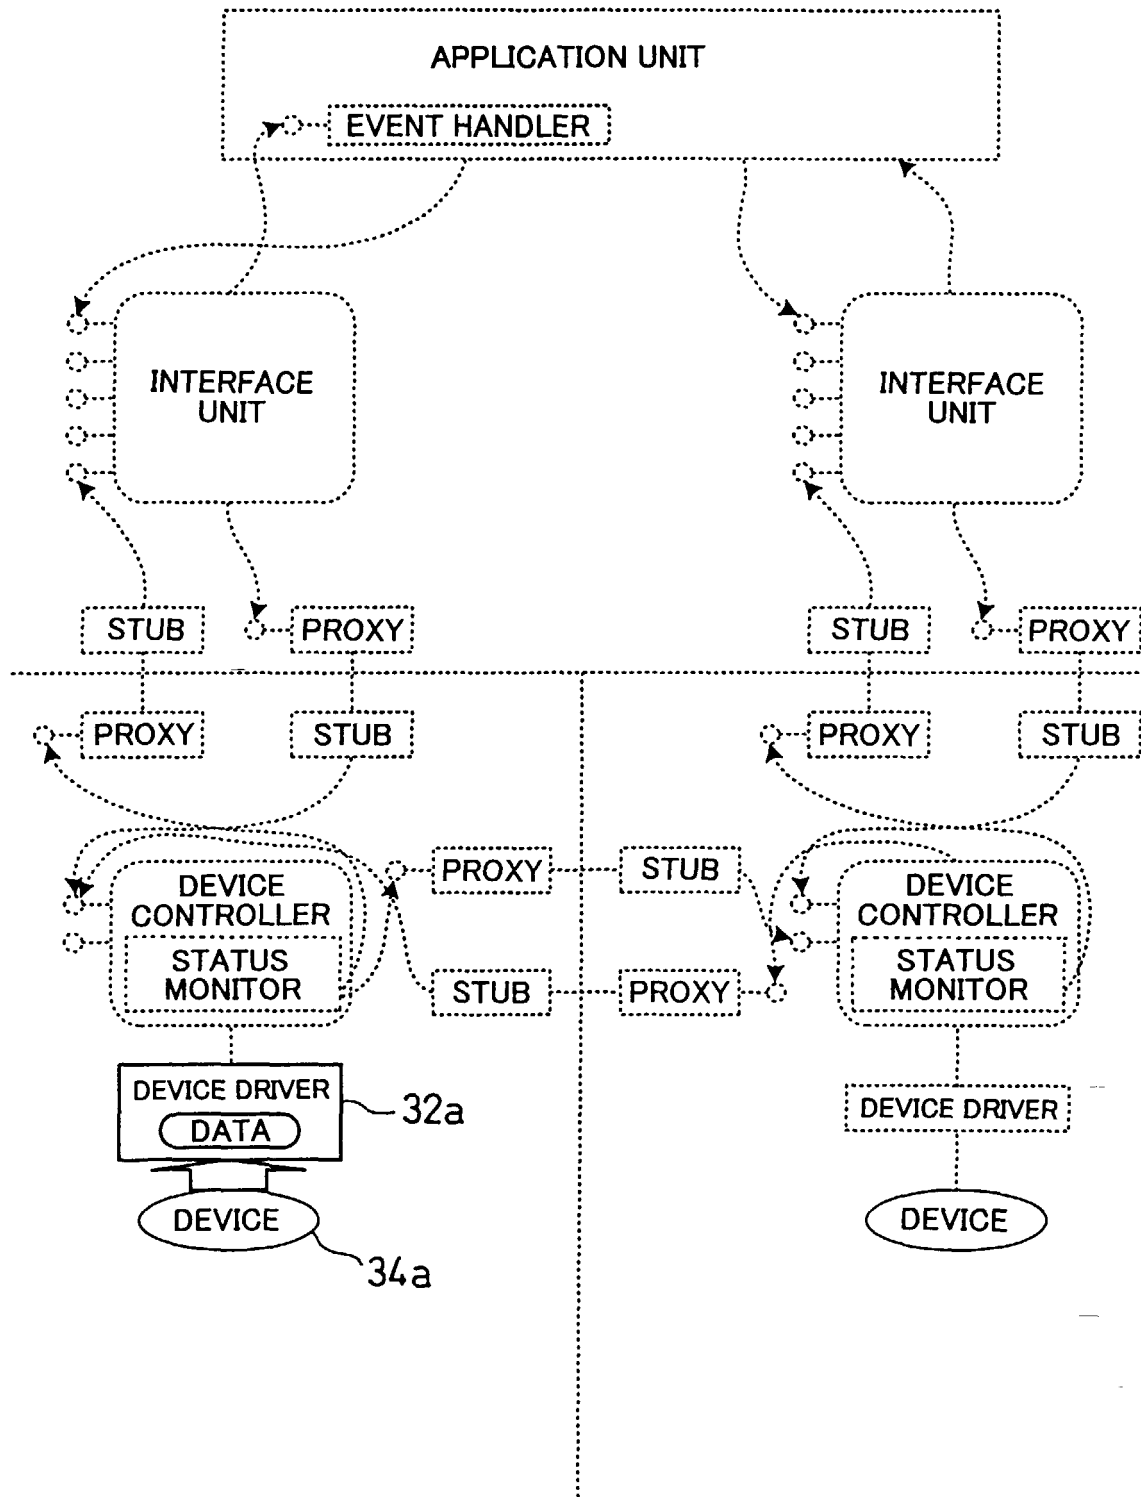 APPLICATION UNIT
EVENT HANDLER
INTERFACE
UNIT
INTERFACE
UNIT
STUB
PROXY
STUB
PROXY
PROXY
STUB
PROXY
STUB
DEVICE
CONTROLLER
STATUS
MONITOR
PROXY
STUB
STUB
PROXY
DEVICE
CONTROLLER
STATUS
MONITOR
DEVICE DRIVER
DATA
32a
DEVICE DRIVER
DEVICE
34a
DEVICE